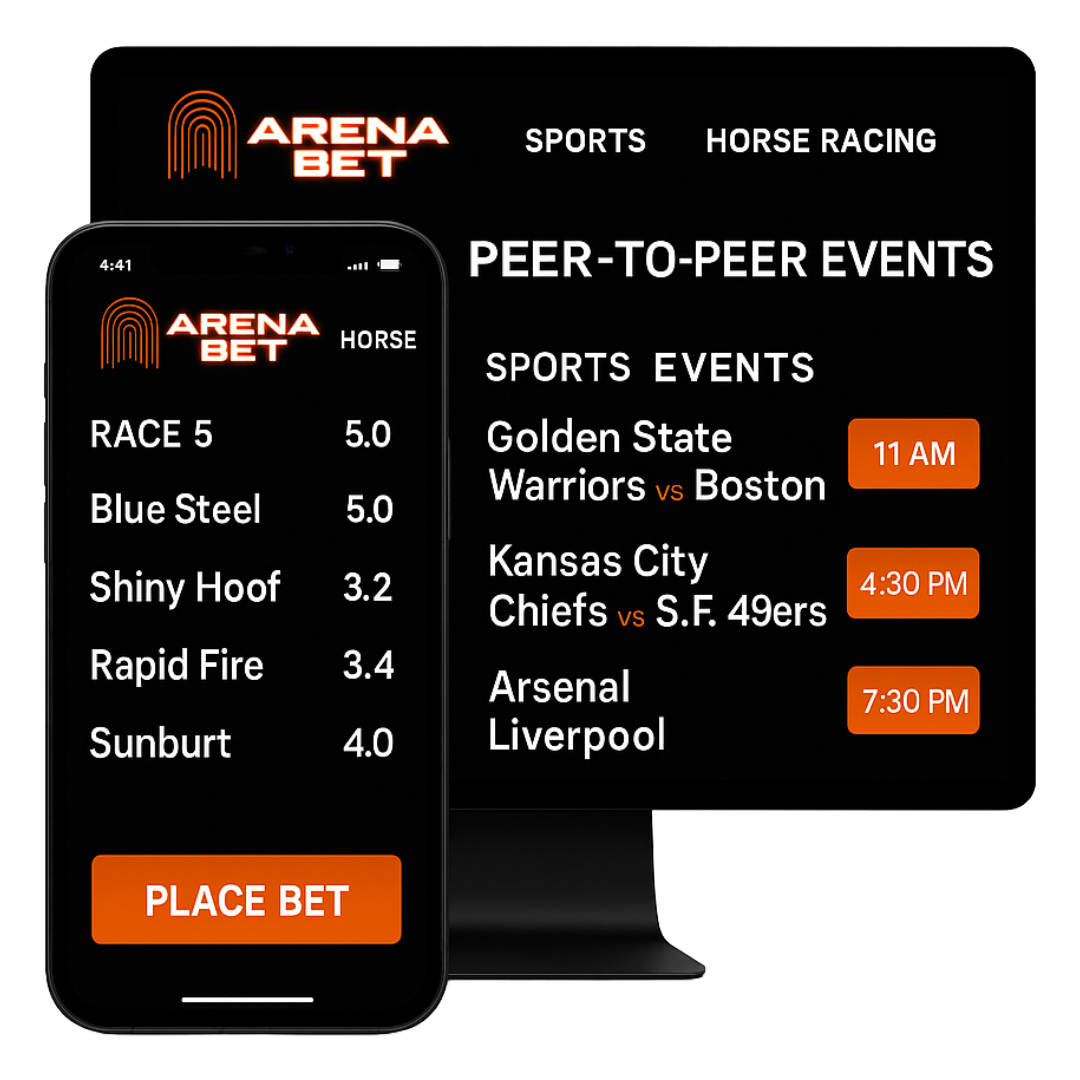 ARENA
BET
SPORTS HORSE RACING
PEER-TO-PEER EVENTS
SPORTS EVENTS
Golden State
Warriors vs Boston
11 AM
Kansas City
Chiefs vs S.F. 49ers
4:30 PM
Arsenal
Liverpool
7:30 PM
4:41
ARENA
BET
HORSE
RACE 5 5.0
Blue Steel 5.0
Shiny Hoof 3.2
Rapid Fire 3.4
Sunburt 4.0
PLACE BET